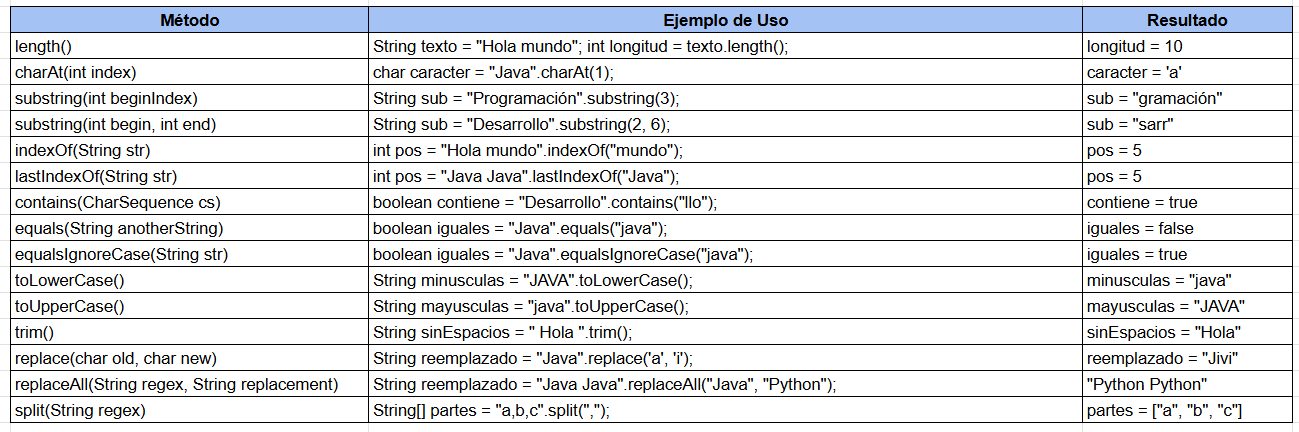 Método Ejemplo de Uso Resultado
length() String texto = "Hola mundo"; int longitud = texto.length(); longitud = 10
charAt(int index) char caracter = "Java".charAt(1); caracter = 'a'
substring(int beginIndex) String sub = "Programación".substring(3); sub = "gramación"
substring(int begin, int end) String sub = "Desarrollo".substring(2, 6); sub = "sarr"
indexOf(String str) int pos = "Hola mundo".indexOf("mundo"); pos = 5
lastIndexOf(String str) int pos = "Java Java".lastIndexOf("Java"); pos = 5
contains(CharSequence cs) boolean contiene = "Desarrollo".contains("llo"); contiene = true
equals(String anotherString) boolean iguales = "Java".equals("java"); iguales = false
equalsIgnoreCase(String str) boolean iguales = "Java".equalsIgnoreCase("java"); iguales = true
toLowerCase() String minusculas = "JAVA".toLowerCase(); minusculas = "java"
toUpperCase() String mayusculas = "java".toUpperCase(); mayusculas = "JAVA"
trim() String sinEspacios = " Hola ".trim(); sinEspacios = "Hola"
replace(char old, char new) String reemplazado = "Java".replace('a', 'i'); reemplazado = "Jivi"
replaceAll(String regex, String replacement) String reemplazado = "Java Java".replaceAll("Java", "Python"); "Python Python"
split(String regex) String[] partes = "a,b,c".split(","); partes = ["a", "b", "c"]